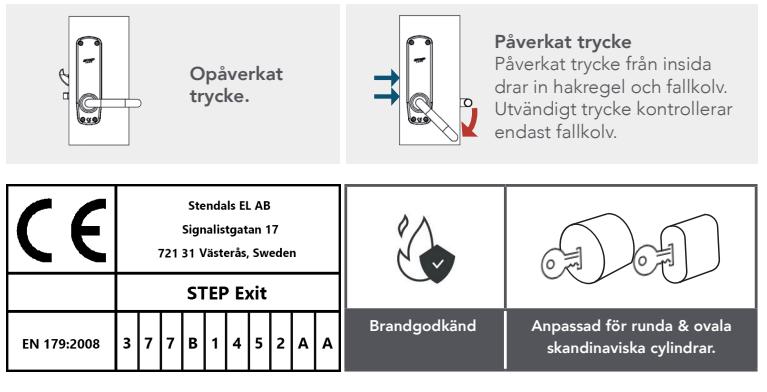 Opåverkat
trycke.
Påverkat trycke
Påverkat trycke från insida
drar in hakregel och fallkolv.
Utvändigt trycke kontrollerar
endast fallkolv.
CE
Stendals EL AB
Signalistgatan 17
721 31 Västerås, Sweden
STEP Exit
EN 179:2008 3 7 7 B 1 4 5 2 A A
Brandgodkänd
Anpassad för runda & ovala
skandinaviska cylindrar.